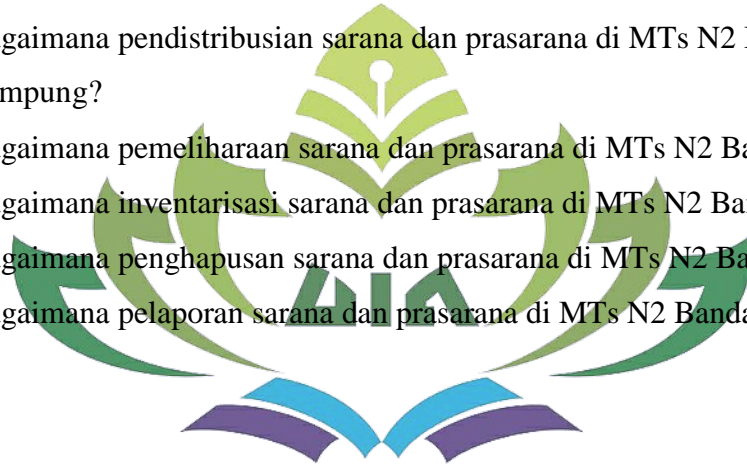 gaimana pendistribusian sarana dan prasarana di MTs N2
mpung?
gaimana pemeliharaan sarana dan prasarana di MTs N2 Ba
gaimana inventarisasi sarana dan prasarana di MTs N2 Ba
gaimana penghapusan sarana dan prasarana di MTs N2 Ba
gaimana pelaporan sarana dan prasarana di MTs N2 Banda
UIN